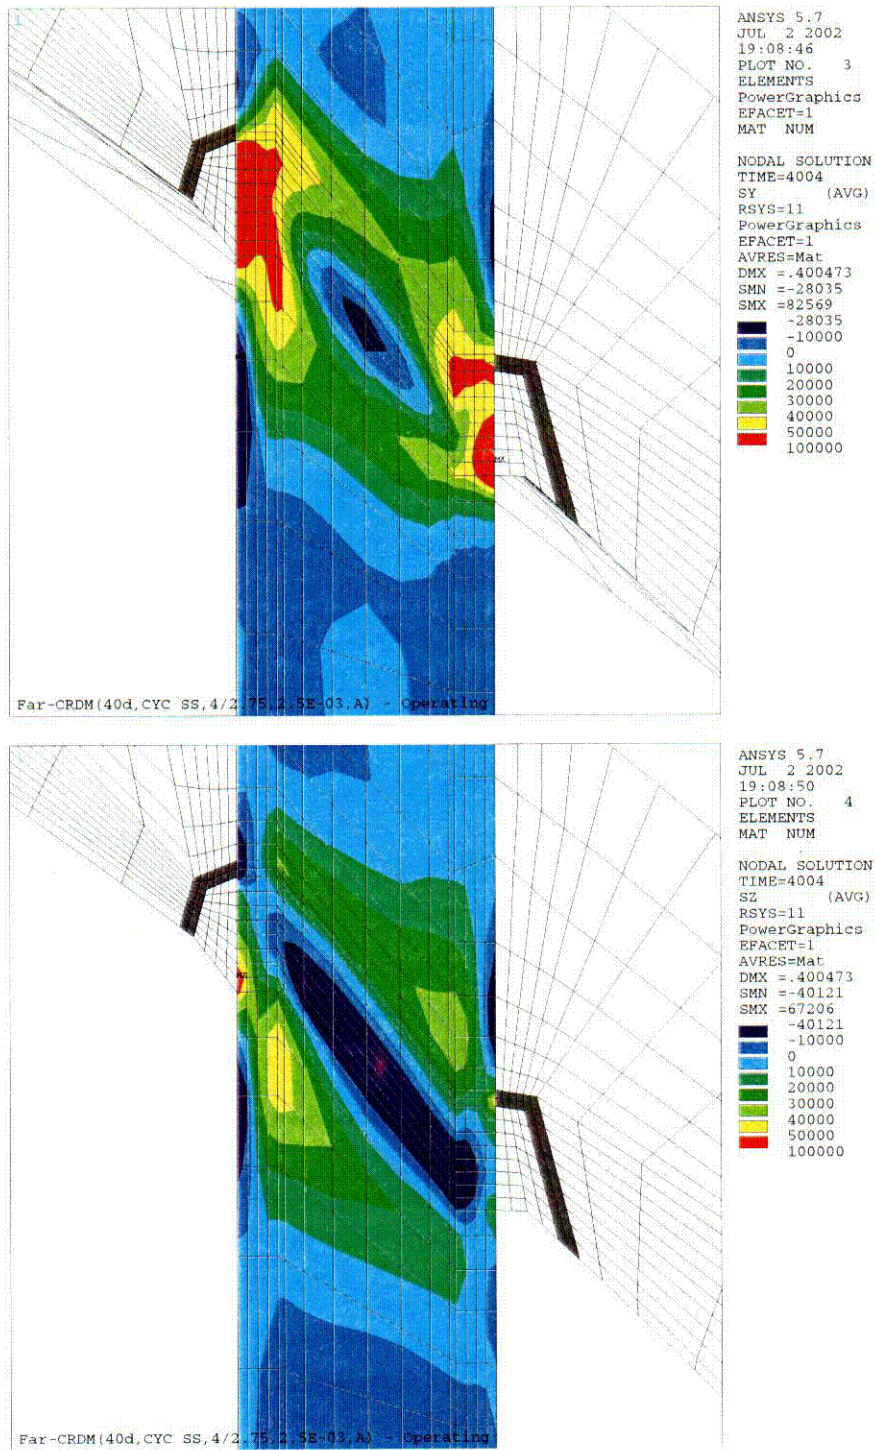 1
ANSYS 5.7
JUL 2 2002
19:08:46
PLOT NO. 3
ELEMENTS
PowerGraphics
EFACET=1
MAT NUM
NODAL SOLUTION
TIME=4004
SY (AVG)
RSYS=11
PowerGraphics
EFACET=1
AVRES=Mat
DMX =.400473
SMN =-28035
SMX =82569
-28035
-10000
0
10000
20000
30000
40000
50000
100000
MX
Far-CRDM(40d,CYC SS,4/2.75,2.5E-03,A) - Operating
ANSYS 5.7
JUL 2 2002
19:08:50
PLOT NO. 4
ELEMENTS
MAT NUM
NODAL SOLUTION
TIME=4004
SZ (AVG)
RSYS=11
PowerGraphics
EFACET=1
AVRES=Mat
DMX =.400473
SMN =-40121
SMX =67206
-40121
-10000
0
10000
20000
30000
40000
50000
100000
Far-CRDM(40d,CYC SS,4/2.75,2.5E-03,A) - Operating